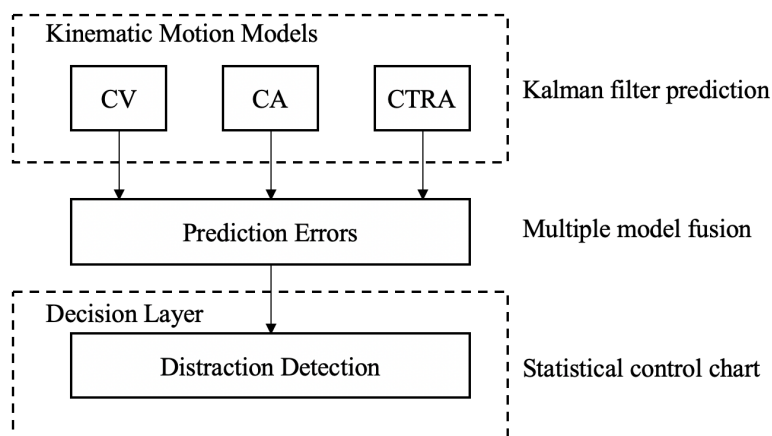 Kinematic Motion Models
CV
CA
CTRA
Kalman filter prediction
Prediction Errors
Multiple model fusion
Decision Layer
Distraction Detection
Statistical control chart